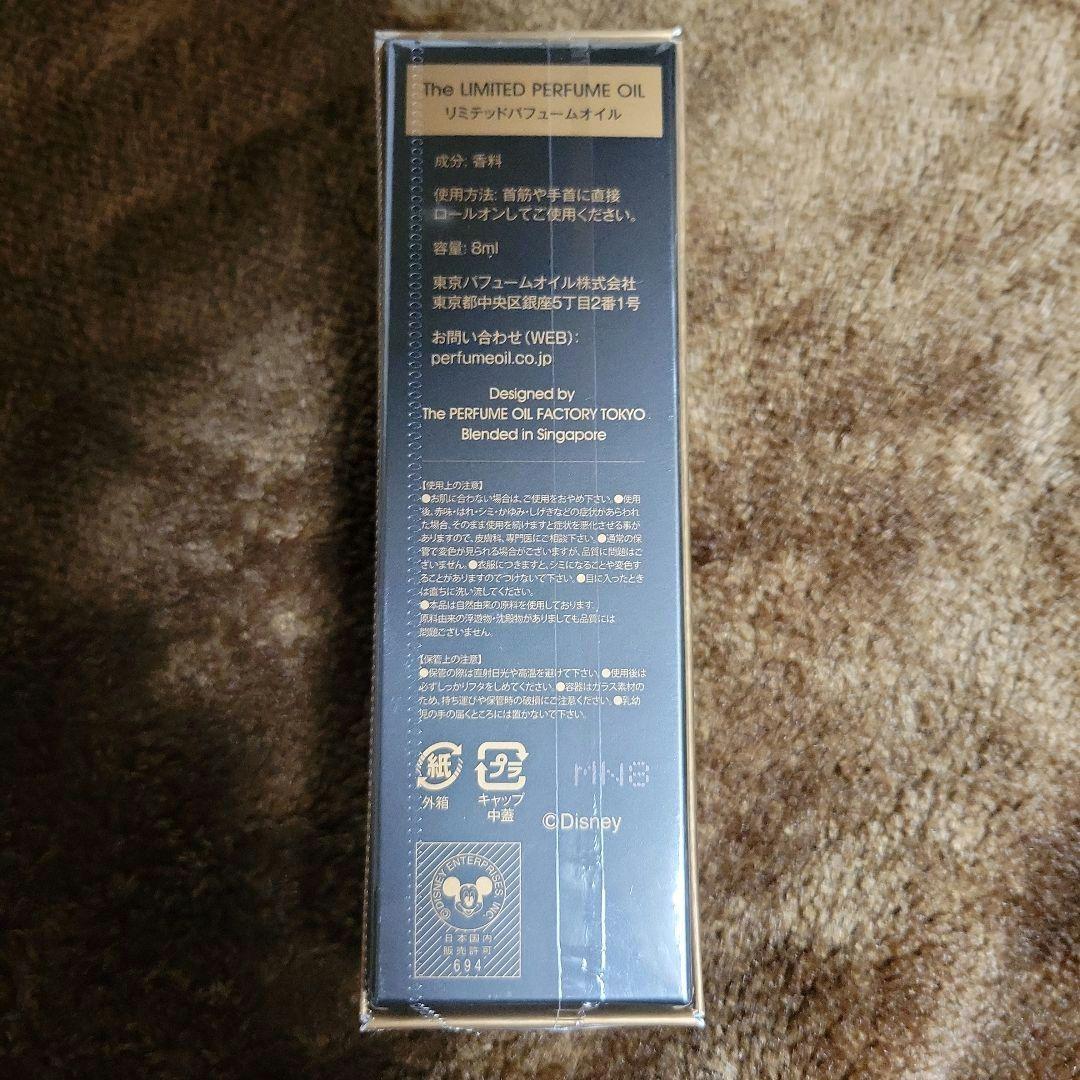 The LIMITED PERFUME OIL
リミテッドパフュームオイル
成分: 香料
使用方法: 首筋や手首に直接
ロールオンしてご使用ください。
容量: 8ml
東京パフュームオイル株式会社
東京都中央区銀座5丁目2番1号
お問い合わせ(WEB):
perfumeoil.co.jp
Designed by
The PERFUME OIL FACTORY TOKYO
Blended in Singapore
【使用上の注意】
●お肌に合わない場合は、ご使用をおやめ下さい。●使用
後、赤味・はれ・シミ・かゆみ・しげきなどの症状があらわれ
た場合、そのまま使用を続けますと症状を悪化させる事が
ありますので、皮膚科、専門医にご相談下さい。●通常の保
管で変色が見られる場合がございますが、品質に問題はご
ざいません。●衣服につきますと、シミになることや変色す
ることがありますのでつけないで下さい。●目に入ったとき
は直ちに洗い流してください。
●本品は自然由来の原料を使用しております。
原料由来の浮遊物・沈殿物がありましても品質には
問題ございません。
【保管上の注意】
●保管の際は直射日光や高温を避けて下さい。●使用後は
必ずしっかりフタをしめてください。●容器はガラス素材の
ため、持ち運びや保管時の破損にご注意ください。●乳幼
児の手の届くところには置かないで下さい。
紙
プラ
MN8
外箱
キャップ
中蓋
©Disney
©DISNEY ENTERPRISES, INC.
日本国内
販売許可
694